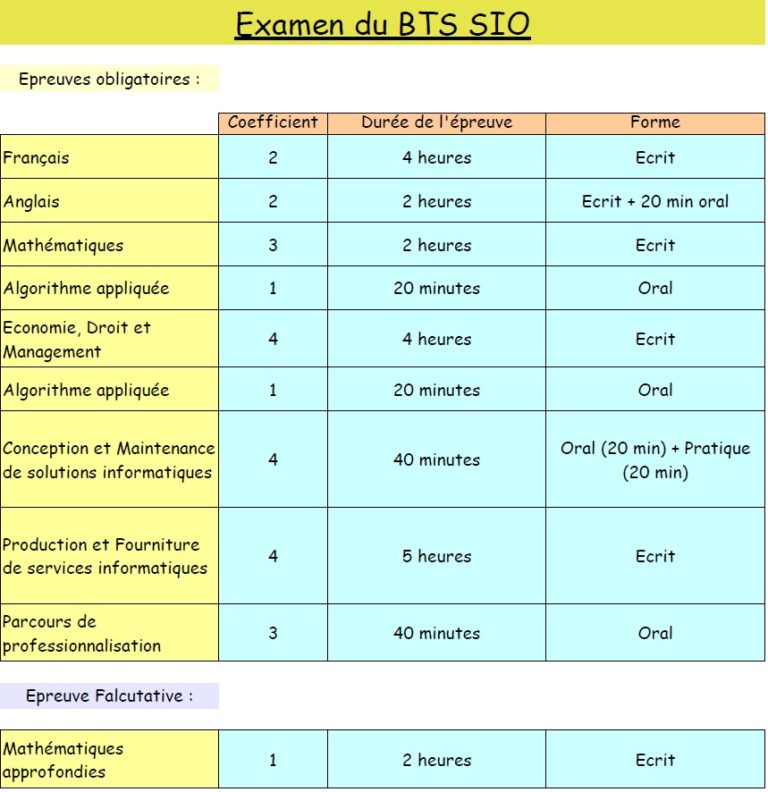 Examen du BTS SIO
Epreuves obligatoires :
Coefficient Durée de l'épreuve Forme
Français 2 4 heures Ecrit
Anglais 2 2 heures Ecrit + 20 min oral
Mathématiques 3 2 heures Ecrit
Algorithme appliquée 1 20 minutes Oral
Economie, Droit et
Management 4 4 heures Ecrit
Algorithme appliquée 1 20 minutes Oral
Conception et Maintenance
de solutions informatiques 4 40 minutes Oral (20 min) + Pratique
(20 min)
Production et Fourniture
de services informatiques 4 5 heures Ecrit
Parcours de
professionnalisation 3 40 minutes Oral
Epreuve Falcutative :
Mathématiques
approfondies 1 2 heures Ecrit